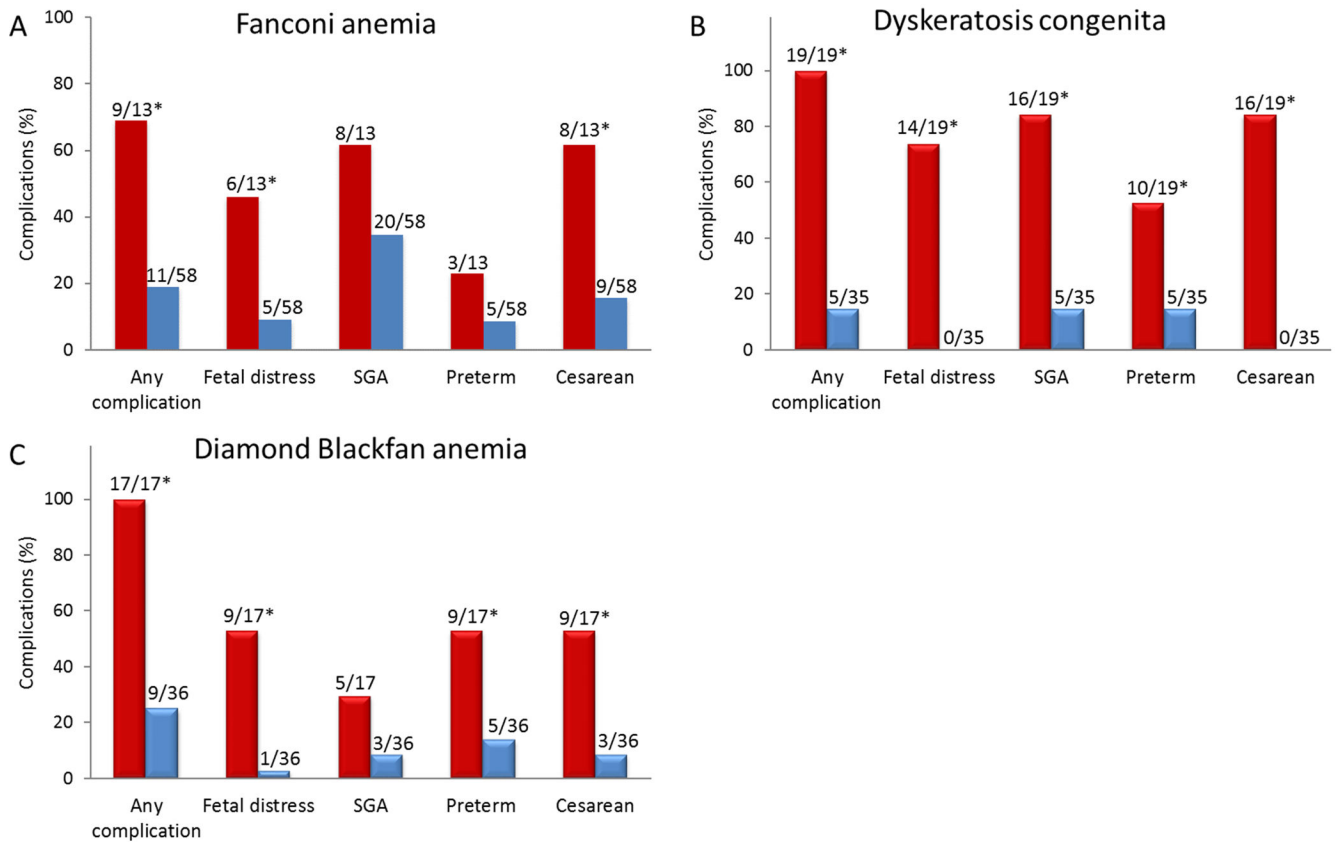 A
Fanconi anemia
Complications (%)
100
80
60
40
20
0
9/13*
11/58
6/13*
5/58
8/13
20/58
3/13
5/58
8/13*
9/58
Any
complication
Fetal distress
SGA
Preterm
Cesarean
B
Dyskeratosis congenita
Complications (%)
100
80
60
40
20
0
19/19*
5/35
14/19*
0/35
16/19*
5/35
10/19*
5/35
16/19*
0/35
Any
complication
Fetal distress
SGA
Preterm
Cesarean
C
Diamond Blackfan anemia
Complications (%)
100
80
60
40
20
0
17/17*
9/36
9/17*
1/36
5/17
3/36
9/17*
5/36
9/17*
3/36
Any
complication
Fetal distress
SGA
Preterm
Cesarean